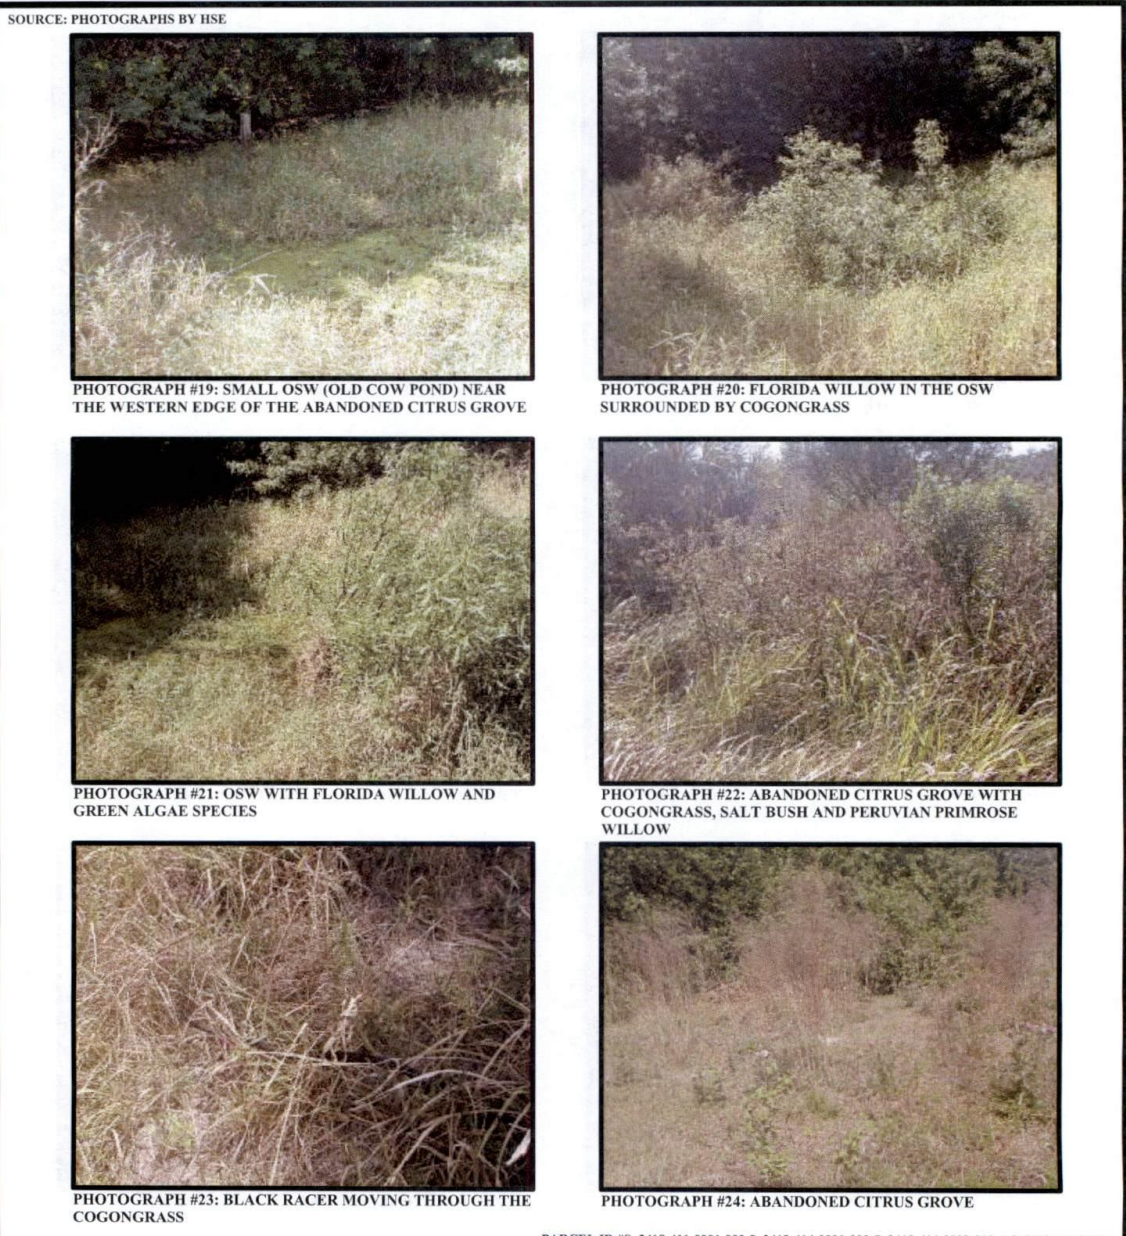 SOURCE: PHOTOGRAPHS BY HSE
PHOTOGRAPH #19: SMALL OSW (OLD COW POND) NEAR
THE WESTERN EDGE OF THE ABANDONED CITRUS GROVE
PHOTOGRAPH #20: FLORIDA WILLOW IN THE OSW
SURROUNDED BY COGONGRASS
PHOTOGRAPH #21: OSW WITH FLORIDA WILLOW AND
GREEN ALGAE SPECIES
PHOTOGRAPH #22: ABANDONED CITRUS GROVE WITH
COGONGRASS, SALT BUSH AND PERUVIAN PRIMROSE
WILLOW
PHOTOGRAPH #23: BLACK RACER MOVING THROUGH THE
COGONGRASS
PHOTOGRAPH #24: ABANDONED CITRUS GROVE